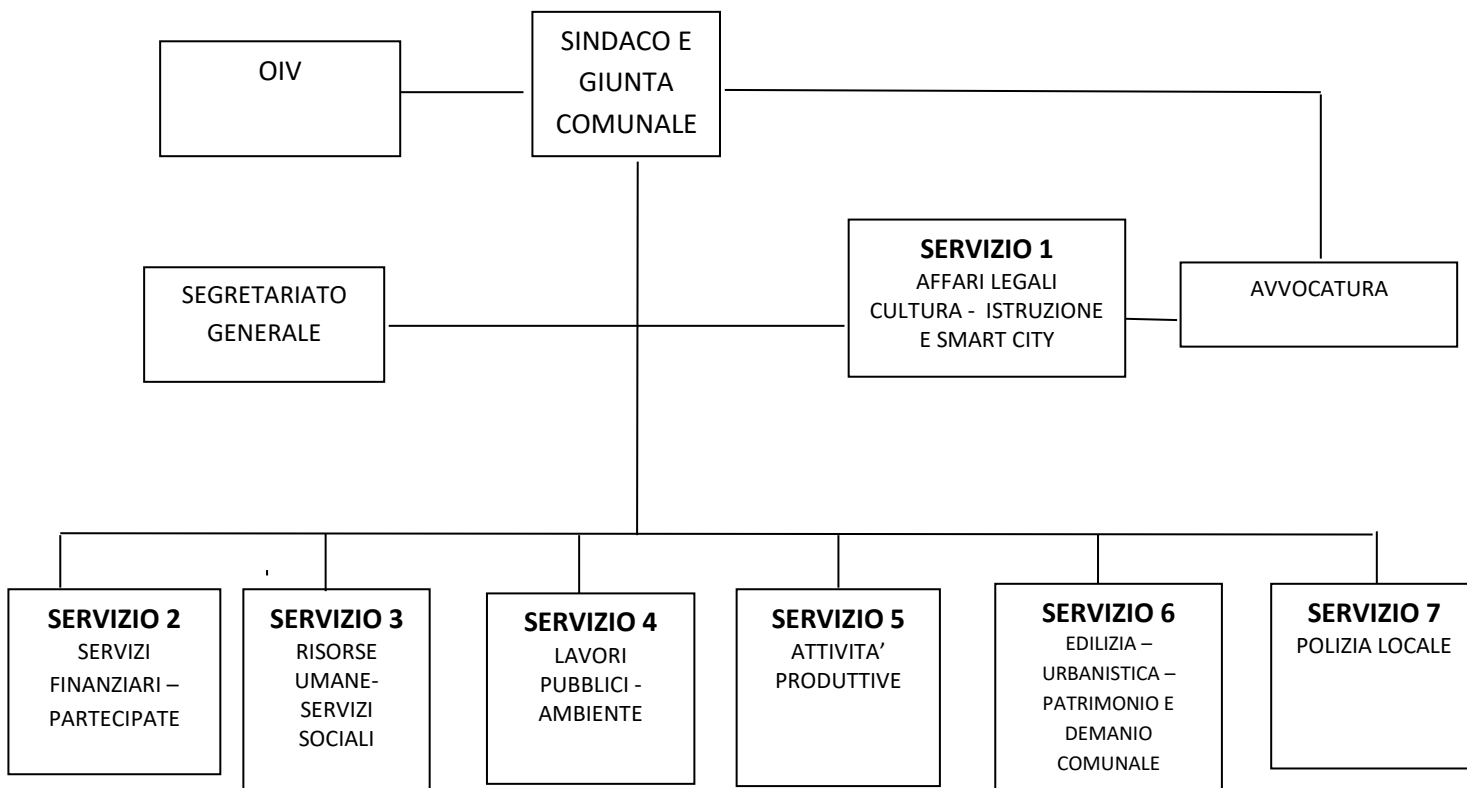 OIV
SINDACO E
GIUNTA
COMUNALE
SEGRETARIATO
GENERALE
SERVIZIO 1
AFFARI LEGALI
CULTURA - ISTRUZIONE
E SMART CITY
AVVOCATURA
SERVIZIO 2
SERVIZI
FINANZIARI –
PARTECIPATE
SERVIZIO 3
RISORSE
UMANE-
SERVIZI
SOCIALI
SERVIZIO 4
LAVORI
PUBBLICI -
AMBIENTE
SERVIZIO 5
ATTIVITA’
PRODUTTIVE
SERVIZIO 6
EDILIZIA –
URBANISTICA –
PATRIMONIO E
DEMANIO
COMUNALE
SERVIZIO 7
POLIZIA LOCALE